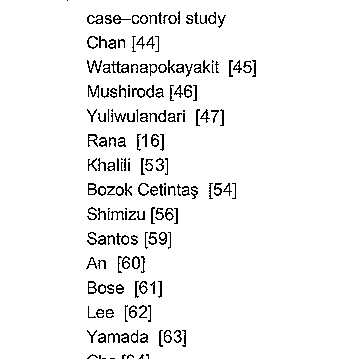 case–control study
Chan [44]
Wattanapokayakit [45]
Mushiroda [46]
Yuliwulandari [47]
Rana [16]
Khalili [53]
Bozok Cetintaş [54]
Shimizu [56]
Santos [59]
An [60]
Bose [61]
Lee [62]
Yamada [63]